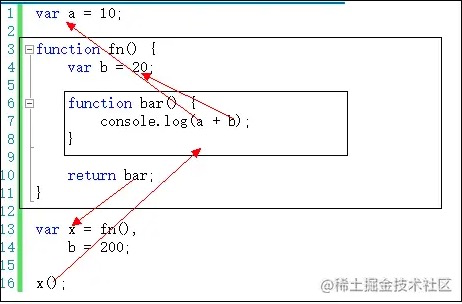 1 var a = 10;
2
3 function fn() {
4 var b = 20;
5
6 function bar() {
7 console.log(a + b);
8 }
9
10 return bar;
11 }
12
13 var x = fn(),
14 b = 200;
15
16 x();
@稀土掘金技术社区